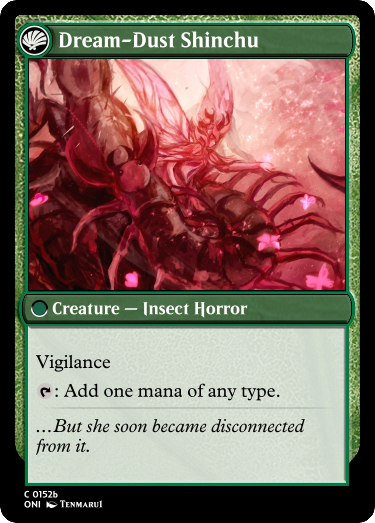 Dream-Dust Shinchu
Creature — Insect Horror
Vigilance
: Add one mana of any type.
…But she soon became disconnected
from it.
C 0152b
ONI Tenmarui